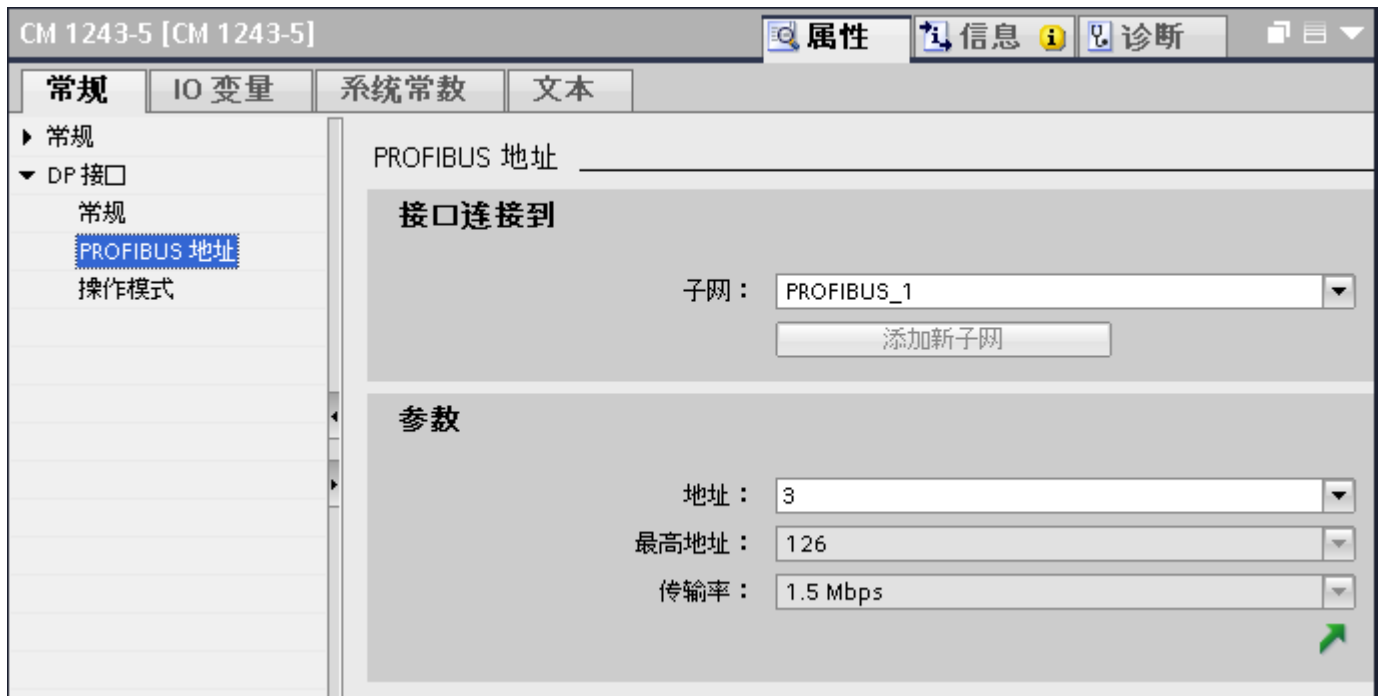 CM 1243-5 [CM 1243-5]
属性
信息
诊断
常规
IO 变量
系统常数
文本
常规
DP 接口
常规
PROFIBUS 地址
操作模式
PROFIBUS 地址
接口连接到
子网：
PROFIBUS_1
添加新子网
参数
地址：
3
最高地址：
126
传输率：
1.5 Mbps